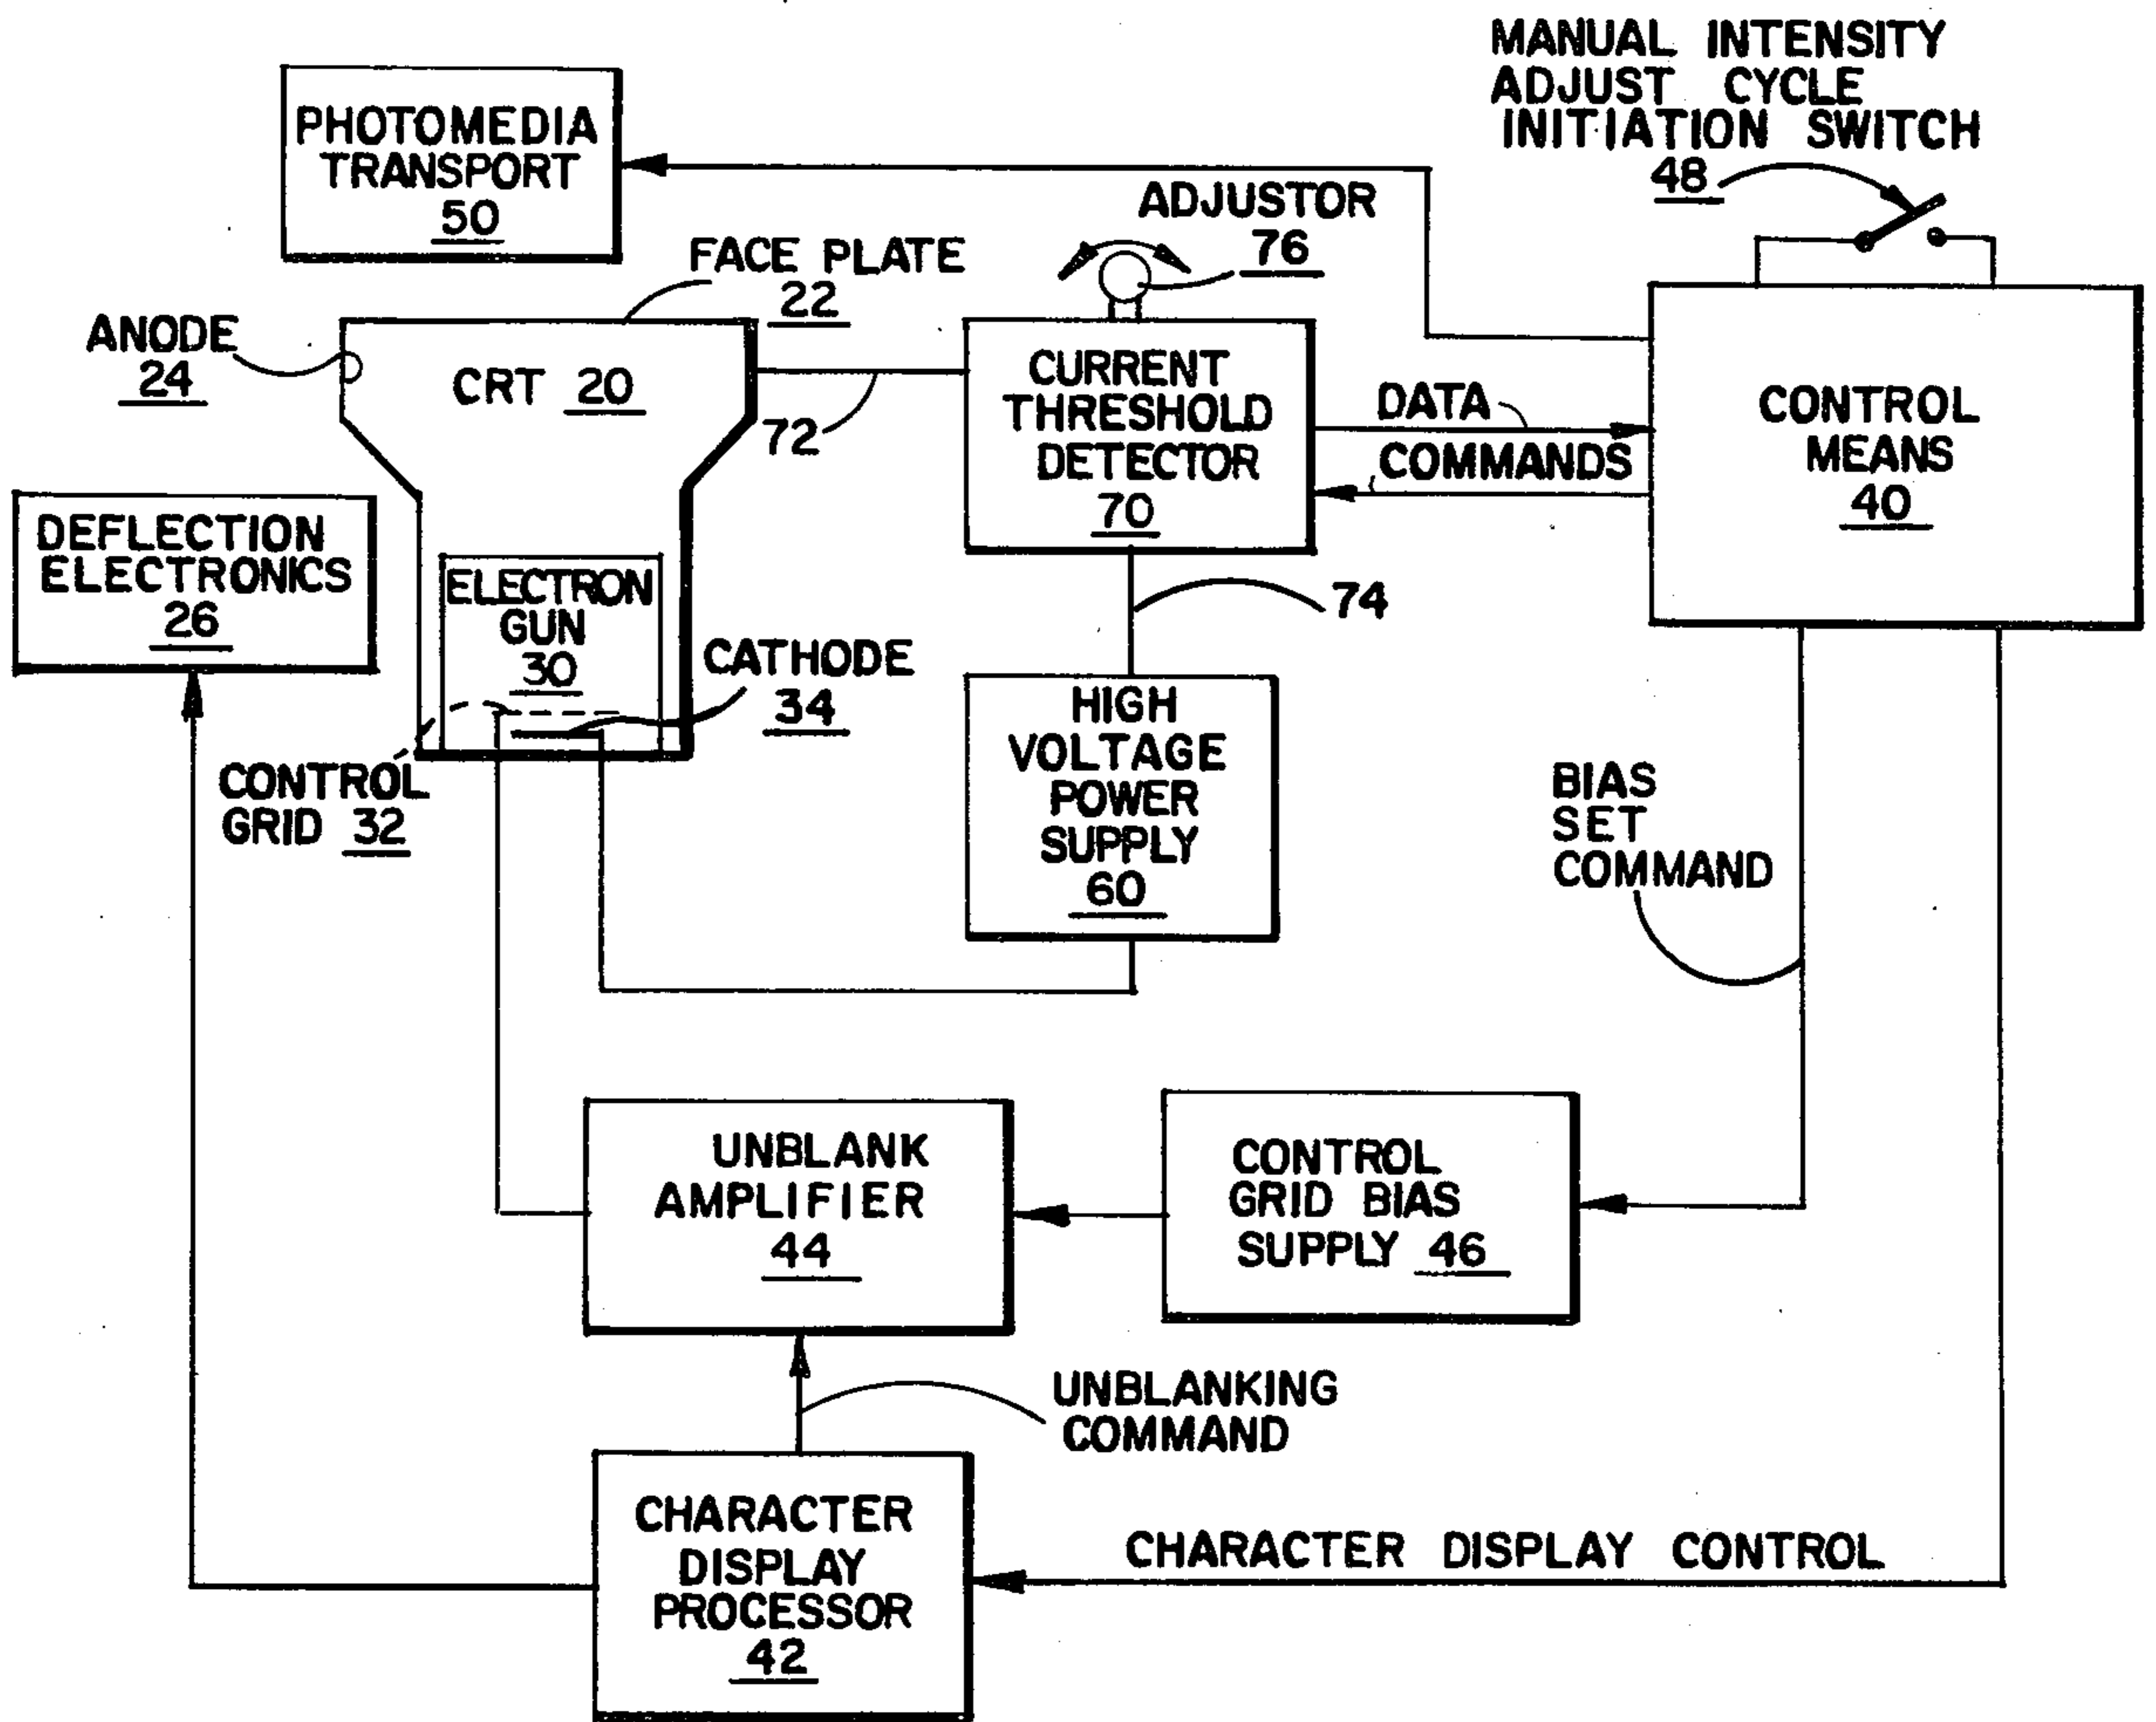 MANUAL INTENSITY
ADJUST CYCLE
INITIATION SWITCH
48
PHOTOMEDIA
TRANSPORT
50
ADJUSTOR
76
FACE PLATE
22
ANODE
24
CRT 20
72
CURRENT
THRESHOLD
DETECTOR
70
DATA
COMMANDS
CONTROL
MEANS
40
DEFLECTION
ELECTRONICS
26
ELECTRON
GUN
30
CATHODE
34
74
CONTROL
GRID 32
HIGH
VOLTAGE
POWER
SUPPLY
60
BIAS
SET
COMMAND
UNBLANK
AMPLIFIER
44
CONTROL
GRID BIAS
SUPPLY 46
UNBLANKING
COMMAND
CHARACTER
DISPLAY
PROCESSOR
42
CHARACTER DISPLAY CONTROL